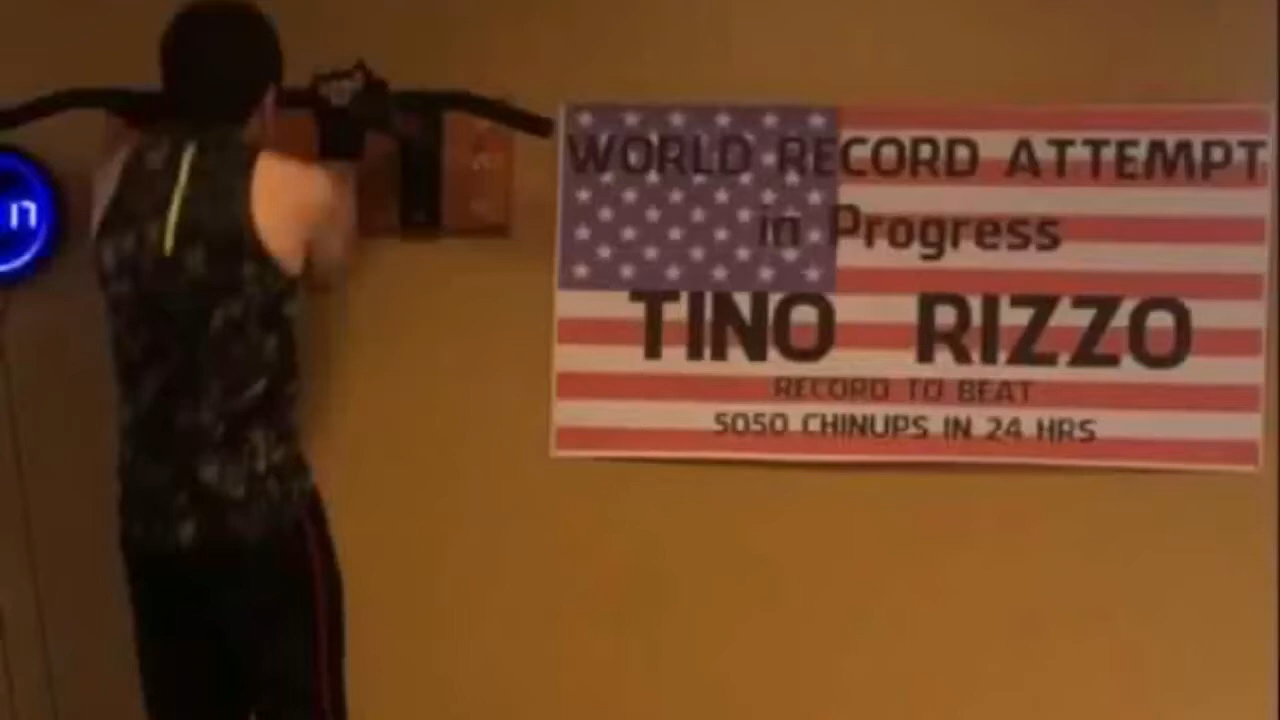 WORLD RECORD ATTEMPT
in Progress
TINO RIZZO
RECORD TO BEAT
5050 CHINUPS IN 24 HRS